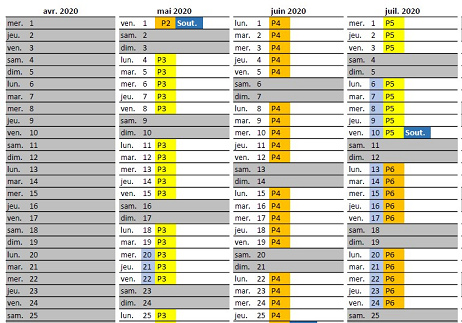 avr. 2020 mai 2020 juin 2020 juil. 2020
mer. 1 ven. 1 P2 Sout. lun. 1 P4 mer. 1 P5
jeu. 2 sam. 2 mar. 2 P4 jeu. 2 P5
ven. 3 dim. 3 mer. 3 P4 ven. 3 P5
sam. 4 lun. 4 P3 jeu. 4 P4 sam. 4
dim. 5 mar. 5 P3 ven. 5 P4 dim. 5
lun. 6 mer. 6 P3 sam. 6 lun. 6 P5
mar. 7 jeu. 7 P3 dim. 7 mar. 7 P5
mer. 8 ven. 8 P3 lun. 8 P4 mer. 8 P5
jeu. 9 sam. 9 mar. 9 P4 jeu. 9 P5
ven. 10 dim. 10 mer. 10 P4 ven. 10 P5 Sout.
sam. 11 lun. 11 P3 jeu. 11 P4 sam. 11
dim. 12 mar. 12 P3 ven. 12 P4 dim. 12
lun. 13 mer. 13 P3 sam. 13 lun. 13 P6
mar. 14 jeu. 14 P3 dim. 14 mar. 14 P6
mer. 15 ven. 15 P3 lun. 15 P4 mer. 15 P6
jeu. 16 sam. 16 mar. 16 P4 jeu. 16 P6
ven. 17 dim. 17 mer. 17 P4 ven. 17 P6
sam. 18 lun. 18 P3 jeu. 18 P4 sam. 18
dim. 19 mar. 19 P3 ven. 19 P4 dim. 19
lun. 20 mer. 20 P3 sam. 20 lun. 20 P6
mar. 21 jeu. 21 P3 dim. 21 mar. 21 P6
mer. 22 ven. 22 P3 lun. 22 P4 mer. 22 P6
jeu. 23 sam. 23 mar. 23 P4 jeu. 23 P6
ven. 24 dim. 24 mer. 24 P4 ven. 24 P6
sam. 25 lun. 25 P3 jeu. 25 P4 sam. 25